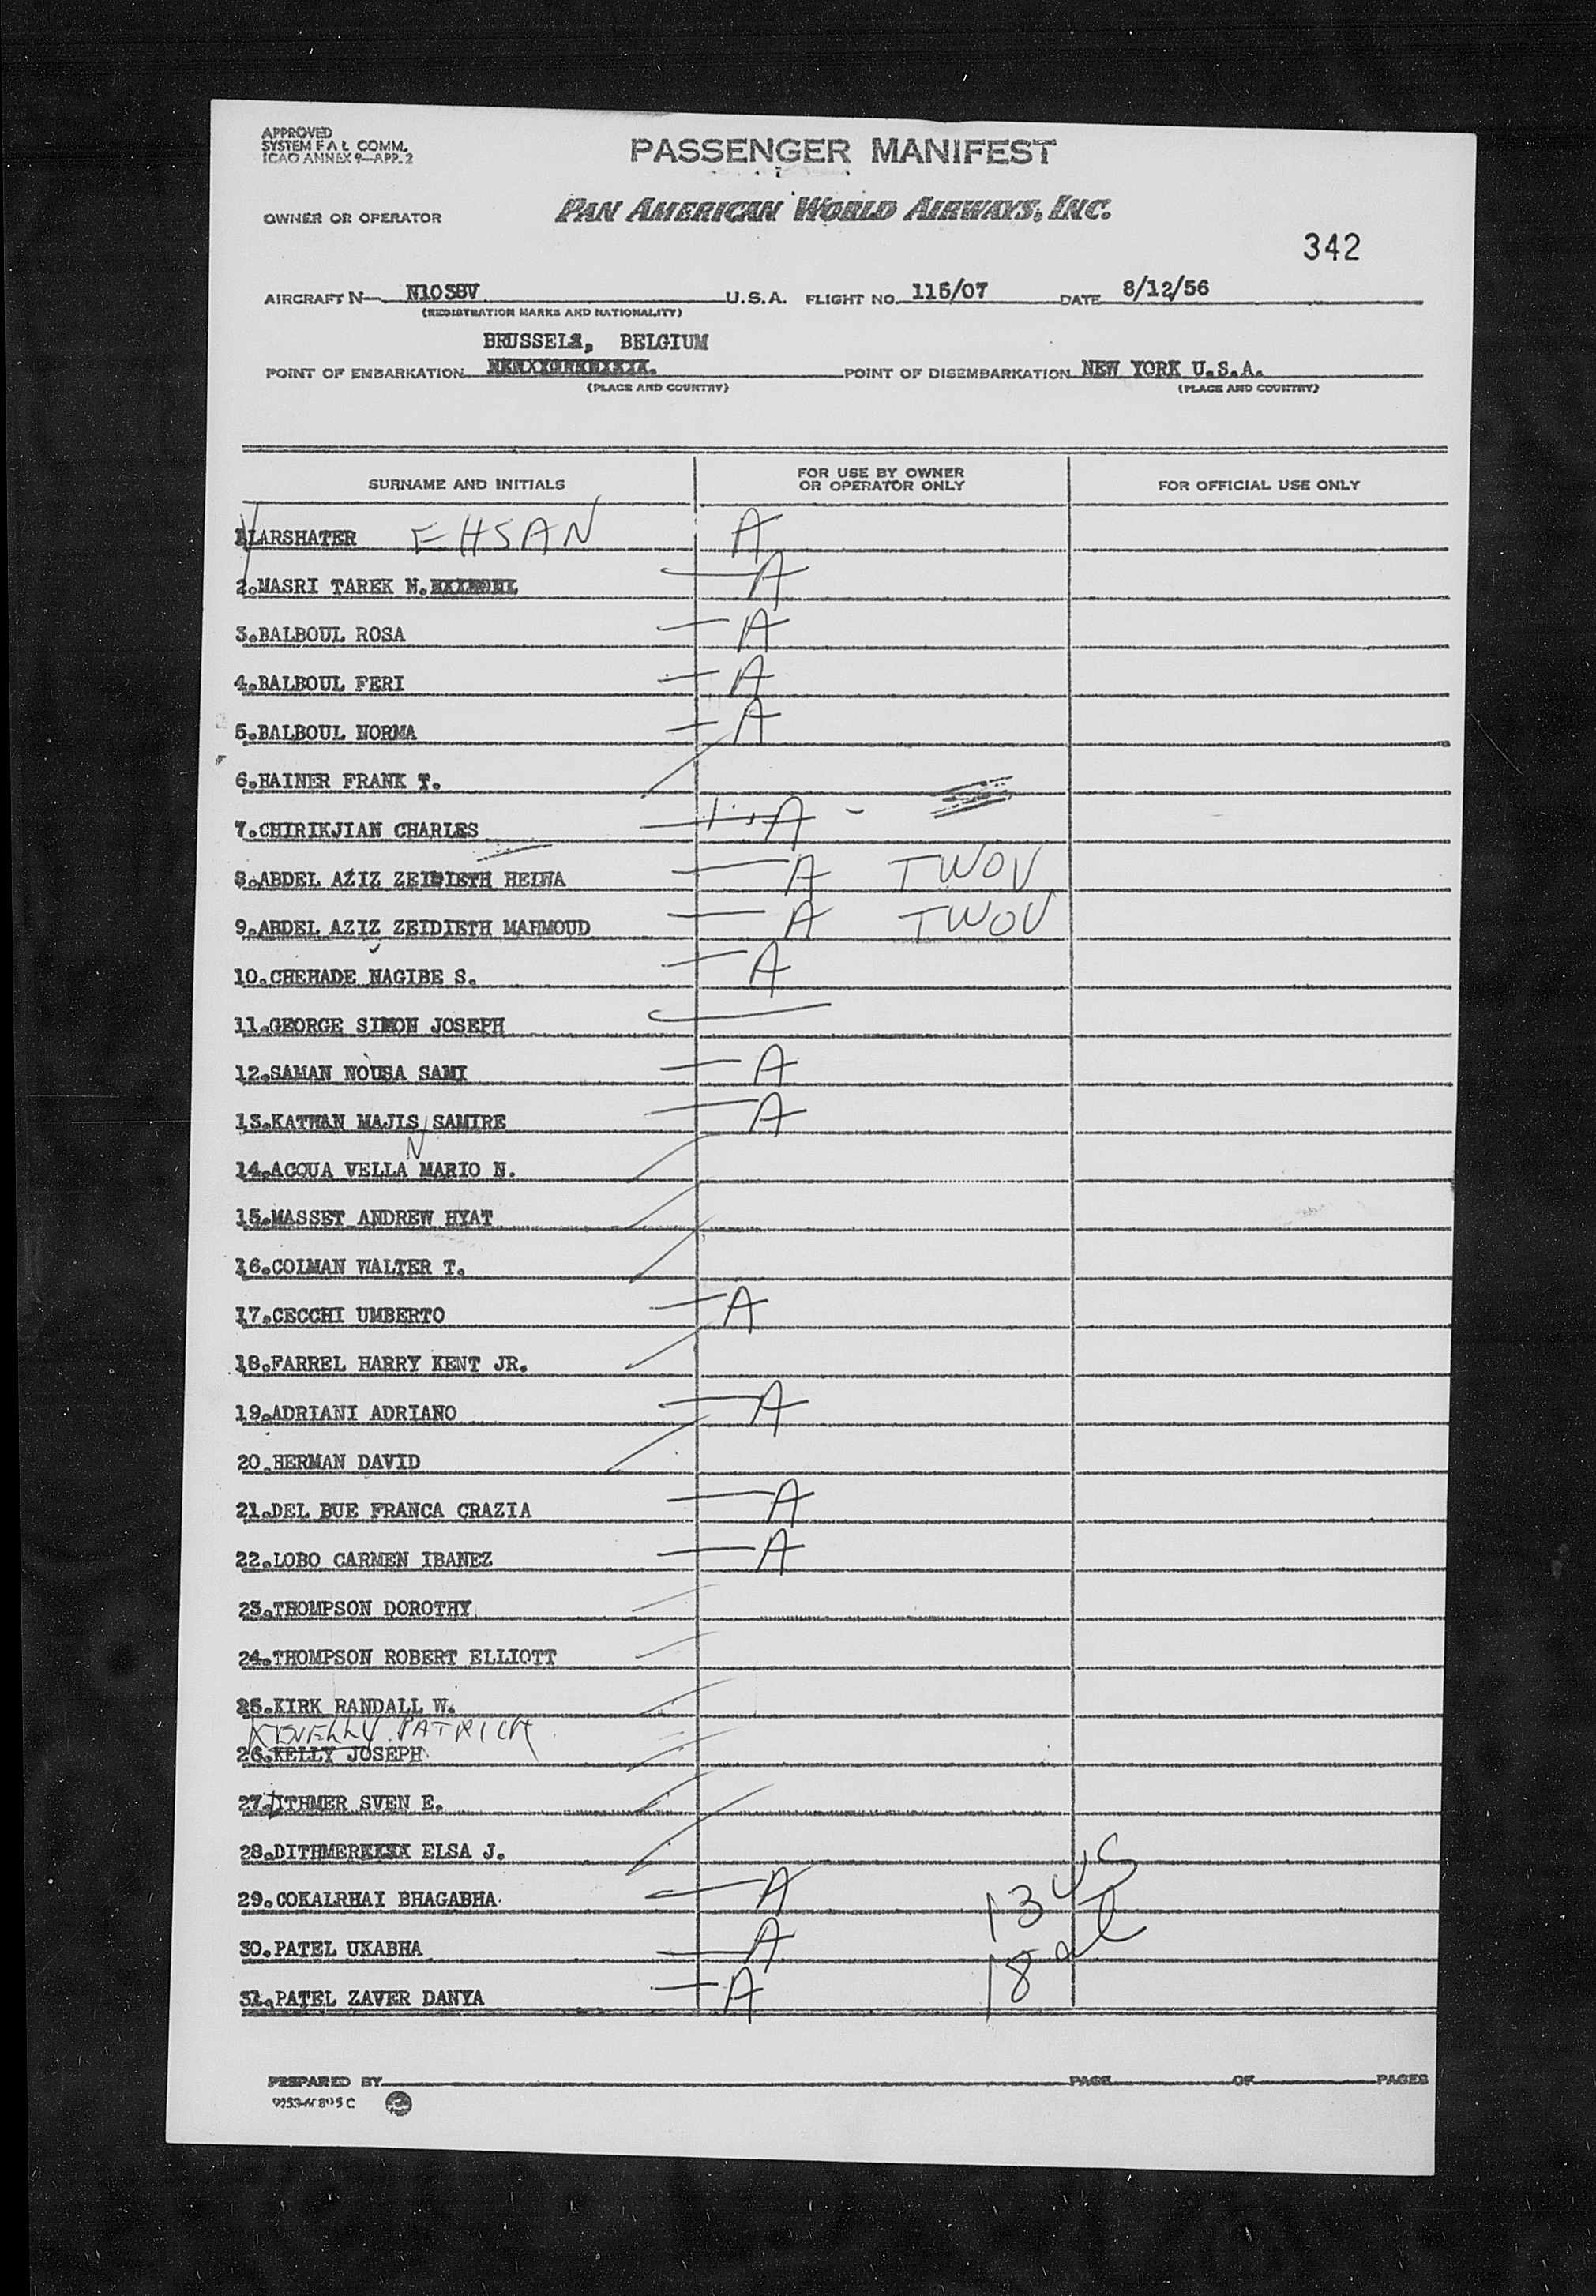 APPROVED
SYSTEM F A L COMM.
ICAO ANNEX 9—APP. 2
PASSENGER MANIFEST
OWNER OR OPERATOR PAN AMERICAN WORLD AIRWAYS, INC.
342
AIRCRAFT N— N1038V U.S.A. FLIGHT NO. 115/07 DATE 8/12/56
(REGISTRATION MARKS AND NATIONALITY)
BRUSSELS, BELGIUM
POINT OF EMBARKATION POINT OF DISEMBARKATION NEW YORK U.S.A.
(PLACE AND COUNTRY) (PLACE AND COUNTRY)
SURNAME AND INITIALS FOR USE BY OWNER OR OPERATOR ONLY FOR OFFICIAL USE ONLY
1. YARSHATER EHSAN A
2.MASRI TAREK M. A
3.BALBOUL ROSA A
4.BALBOUL FERI A
5.BALBOUL NORMA A
6.HAINER FRANK T.
7.CHIRIKJIAN CHARLES A
8.ABDEL AZIZ ZEIDIETH HEIWA A TWOV
9.ABDEL AZIZ ZEIDIETH MAHMOUD A TWOV
10.CHEHADE NAGIBE S. A
11.GEORGE SIMON JOSEPH
12.SAMAN NOUSA SAMI A
13.KATHAN MAJIS SAMIRE A
N
14.ACQUA VELLA MARIO N.
15.MASSET ANDREW HYAT
16.COLMAN WALTER T.
17.CECCHI UMBERTO A
18.FARREL HARRY KENT JR.
19.ADRIANI ADRIANO A
20.HERMAN DAVID
21.DEL BUE FRANCA CRAZIA A
22.LOBO CARMEN IBANEZ A
23.THOMPSON DOROTHY
24.THOMPSON ROBERT ELLIOTT
25.KIRK RANDALL W.
KENELLY PATRICK
26.KELLY JOSEPH
27.DITHMER SVEN E.
28.DITHMER ELSA J.
29.COKALRHAI BHAGABHA A 13 US
30.PATEL UKABHA A
31.PATEL ZAVER DANYA A 18 al
PREPARED BY PAGE OF PAGES